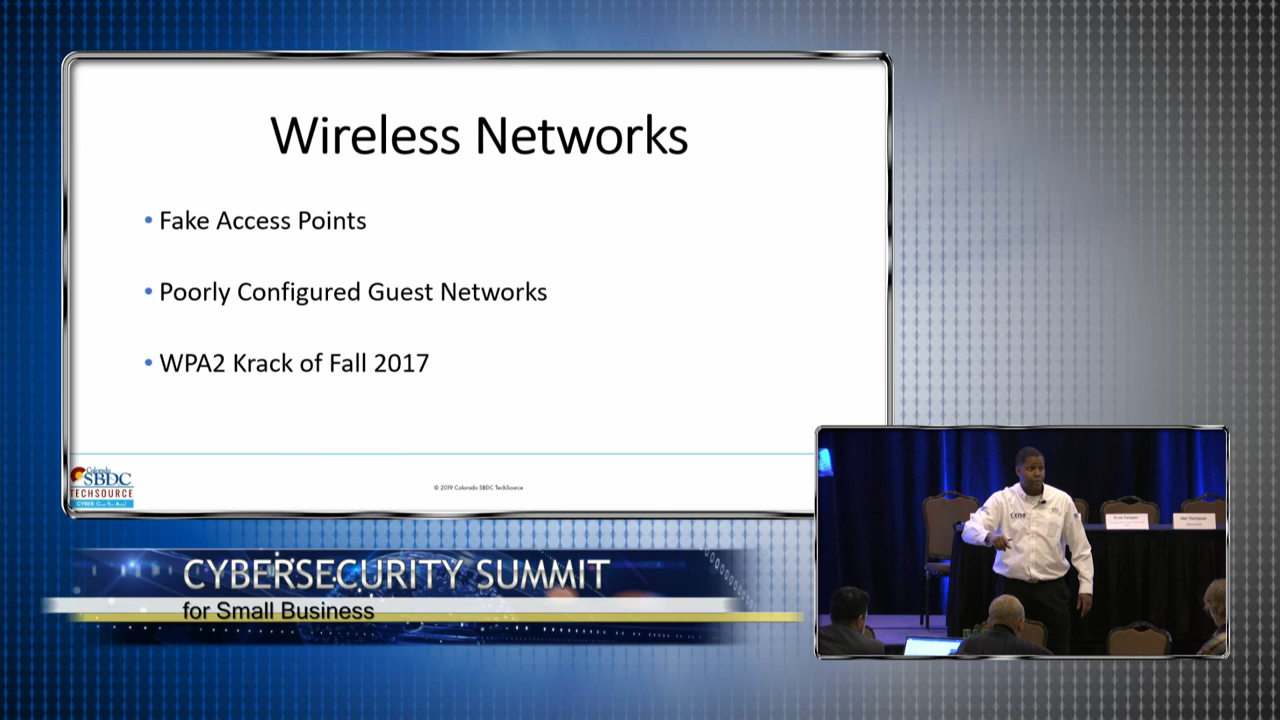 Wireless Networks
• Fake Access Points
• Poorly Configured Guest Networks
• WPA2 Krack of Fall 2017
Colorado
SBDC
TECHSOURCE
© 2019 Colorado SBDC TechSource
CYBERSECURITY SUMMIT
for Small Business